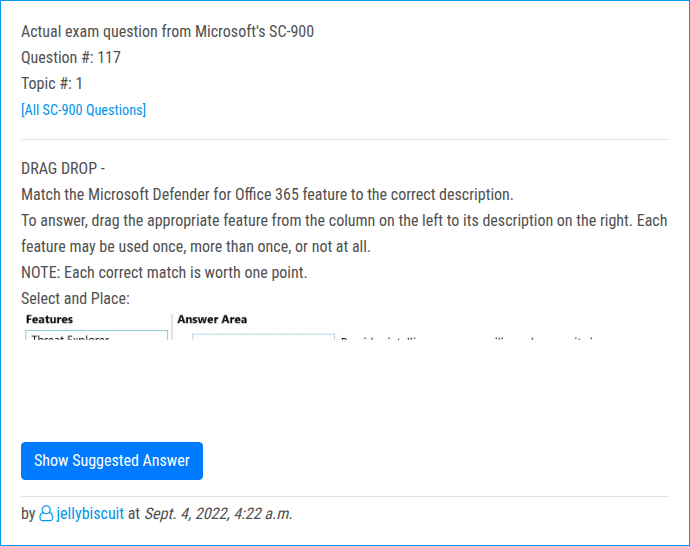 Actual exam question from Microsoft's SC-900
Question #: 117
Topic #: 1
[All SC-900 Questions]
DRAG DROP -
Match the Microsoft Defender for Office 365 feature to the correct description.
To answer, drag the appropriate feature from the column on the left to its description on the right. Each
feature may be used once, more than once, or not at all.
NOTE: Each correct match is worth one point.
Select and Place:
Features
Answer Area
Threat Explorer
Show Suggested Answer
by jellybiscuit at Sept. 4, 2022, 4:22 a.m.